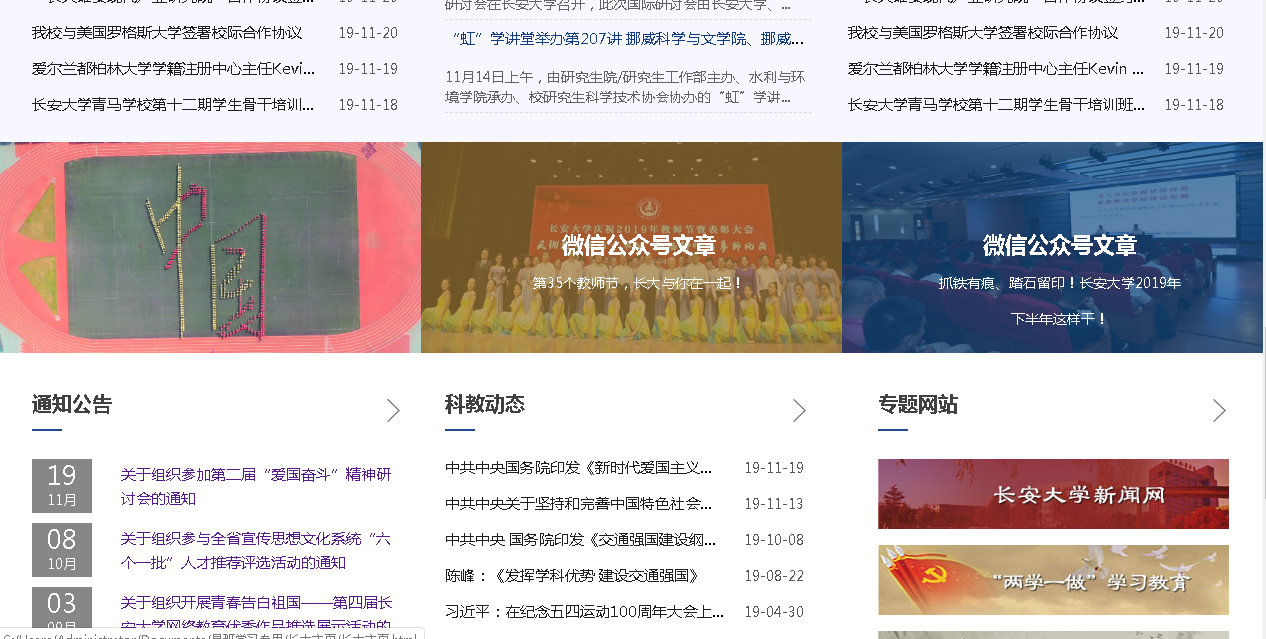 研讨会在长安大学召开，此次国际研讨会由长安大学、...
我校与美国罗格斯大学签署校际合作协议 19-11-20
爱尔兰都柏林大学学籍注册中心主任Kevi... 19-11-19
长安大学青马学校第十二期学生骨干培训... 19-11-18
“虹”学讲堂举办第207讲 挪威科学与文学院、挪威...
11月14日上午，由研究生院/研究生工作部主办、水利与环
境学院承办、校研究生科学技术协会协办的“虹”学讲...
我校与美国罗格斯大学签署校际合作协议 19-11-20
爱尔兰都柏林大学学籍注册中心主任Kevin ... 19-11-19
长安大学青马学校第十二期学生骨干培训班... 19-11-18
长安大学庆祝2019年教师节暨表彰大会
微信公众号文章
第35个教师节，长大与你在一起！
微信公众号文章
抓铁有痕、踏石留印！长安大学2019年
下半年这样干！
通知公告
19
11月
关于组织参加第二届“爱国奋斗”精神研
讨会的通知
08
10月
关于组织参与全省宣传思想文化系统“六
个一批”人才推荐评选活动的通知
03
09月
关于组织开展青春告白祖国——第四届长
安大学网络教育优秀作品推选展示活动的
科教动态
中共中央国务院印发《新时代爱国主义... 19-11-19
中共中央关于坚持和完善中国特色社会... 19-11-13
中共中央 国务院印发《交通强国建设纲... 19-10-08
陈峰：《发挥学科优势 建设交通强国》 19-08-22
习近平：在纪念五四运动100周年大会上... 19-04-30
专题网站
长安大学新闻网
“两学一做”学习教育